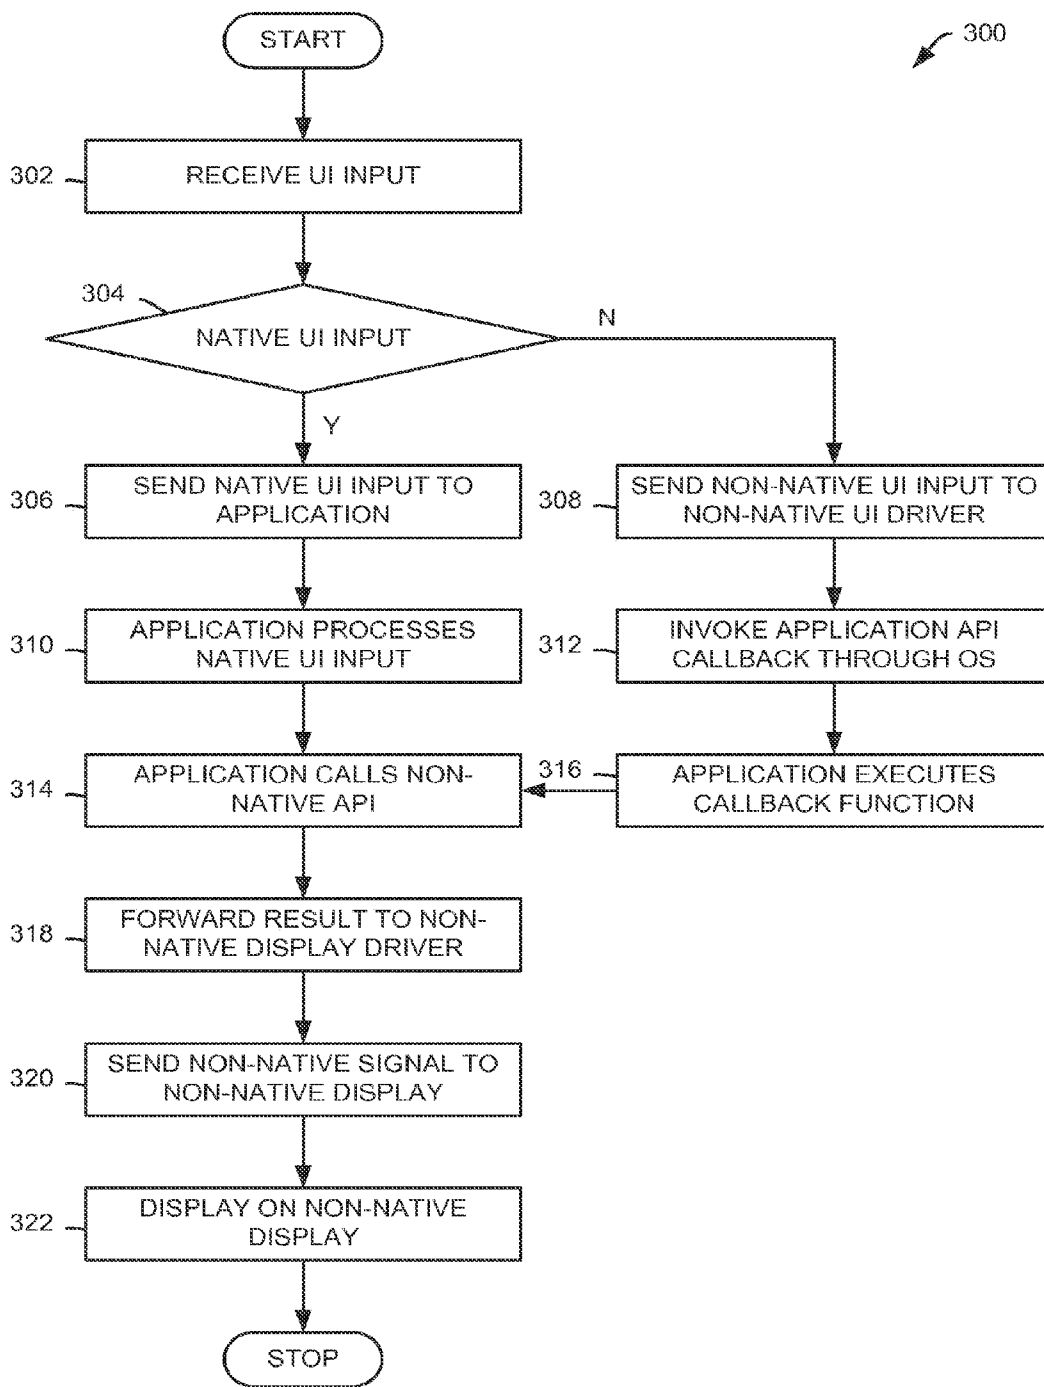 START
300
302
RECEIVE UI INPUT
304
NATIVE UI INPUT
N
Y
306
SEND NATIVE UI INPUT TO
APPLICATION
308
SEND NON-NATIVE UI INPUT TO
NON-NATIVE UI DRIVER
310
APPLICATION PROCESSES
NATIVE UI INPUT
312
INVOKE APPLICATION API
CALLBACK THROUGH OS
314
APPLICATION CALLS NON-
NATIVE API
316
APPLICATION EXECUTES
CALLBACK FUNCTION
318
FORWARD RESULT TO NON-
NATIVE DISPLAY DRIVER
320
SEND NON-NATIVE SIGNAL TO
NON-NATIVE DISPLAY
322
DISPLAY ON NON-NATIVE
DISPLAY
STOP